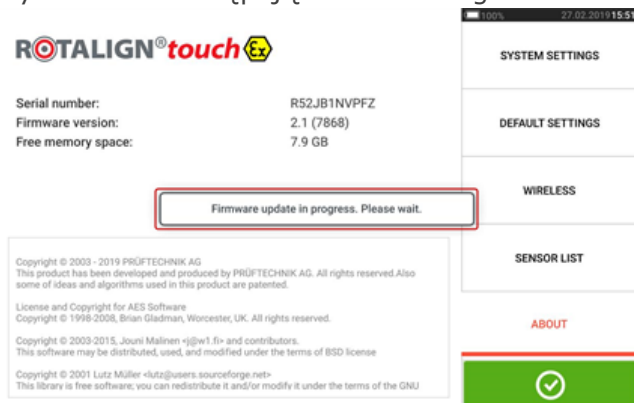 100% 27.02.2019 15:51
ROTALIGN® touch Ex
SYSTEM SETTINGS
Serial number: R52JB1NVPFZ
Firmware version: 2.1 (7868)
Free memory space: 7.9 GB
DEFAULT SETTINGS
WIRELESS
Firmware update in progress. Please wait.
SENSOR LIST
Copyright © 2003 - 2019 PRÜFTECHNIK AG
This product has been developed and produced by PRÜFTECHNIK AG. All rights reserved.Also
some of ideas and algorithms used in this product are patented.
License and Copyright for AES Software
Copyright © 1998-2008, Brian Gladman, Worcester, UK. All rights reserved.
ABOUT
Copyright © 2003-2015, Jouni Malinen <j@w1.fi> and contributors.
This software may be distributed, used, and modified under the terms of BSD license
Copyright © 2001 Lutz Müller <lutz@users.sourceforge.net>
This library is free software; you can redistribute it and/or modify it under the terms of the GNU